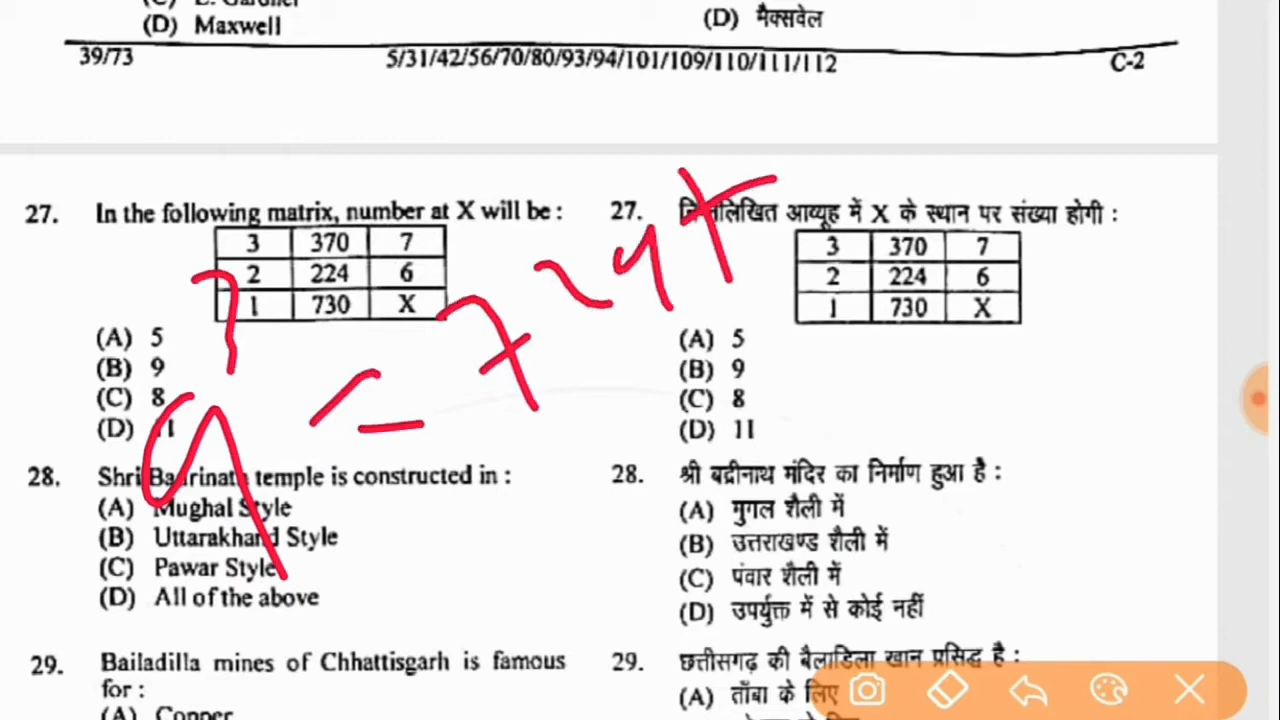 (C) L. Gardner
(D) Maxwell
(D) मैक्सवेल
39/73 5/31/42/56/70/80/93/94/101/109/110/111/112 C-2
27. In the following matrix, number at X will be :
3 370 7
2 224 6
1 730 X
(A) 5
(B) 9
(C) 8
(D) 11
28. Shri Badrinath temple is constructed in :
(A) Mughal Style
(B) Uttarakhand Style
(C) Pawar Style
(D) All of the above
29. Bailadilla mines of Chhattisgarh is famous
for :
(A) Copper
27. निम्नलिखित आव्यूह में X के स्थान पर संख्या होगी :
3 370 7
2 224 6
1 730 X
(A) 5
(B) 9
(C) 8
(D) 11
28. श्री बद्रीनाथ मंदिर का निर्माण हुआ है :
(A) मुगल शैली में
(B) उत्तराखण्ड शैली में
(C) पंवार शैली में
(D) उपर्युक्त में से कोई नहीं
29. छत्तीसगढ़ की बैलाडिला खान प्रसिद्ध है :
(A) ताँबा के लिए